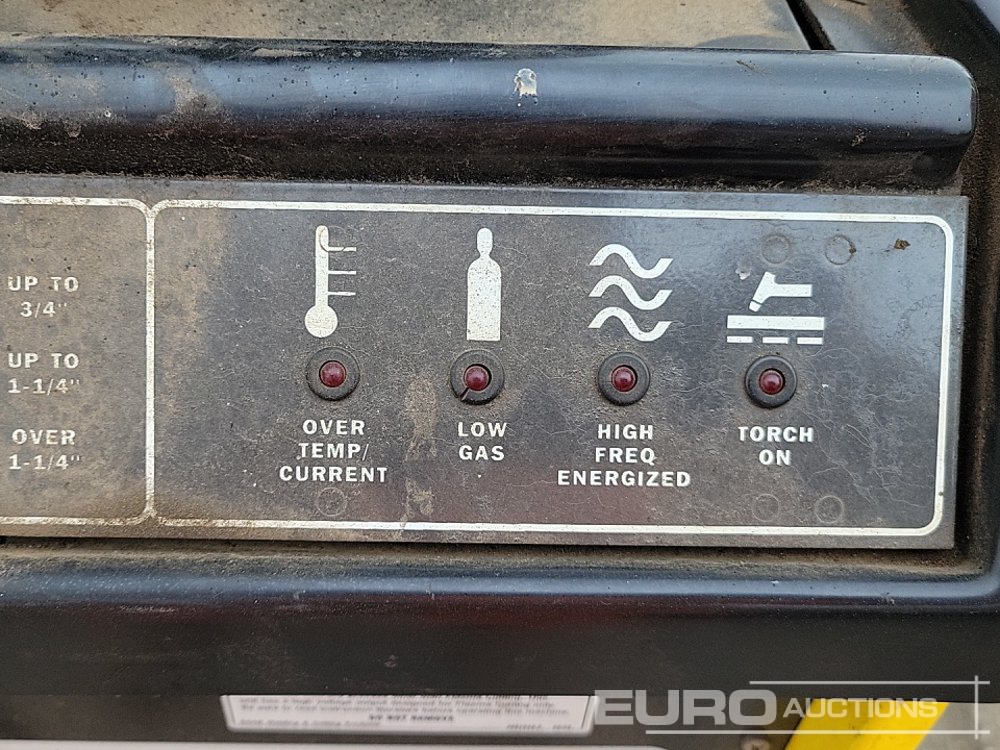 UP TO
3/4"
UP TO
1-1/4"
OVER
1-1/4"
OVER
TEMP/
CURRENT
LOW
GAS
HIGH
FREQ
ENERGIZED
TORCH
ON
EURO AUCTIONS